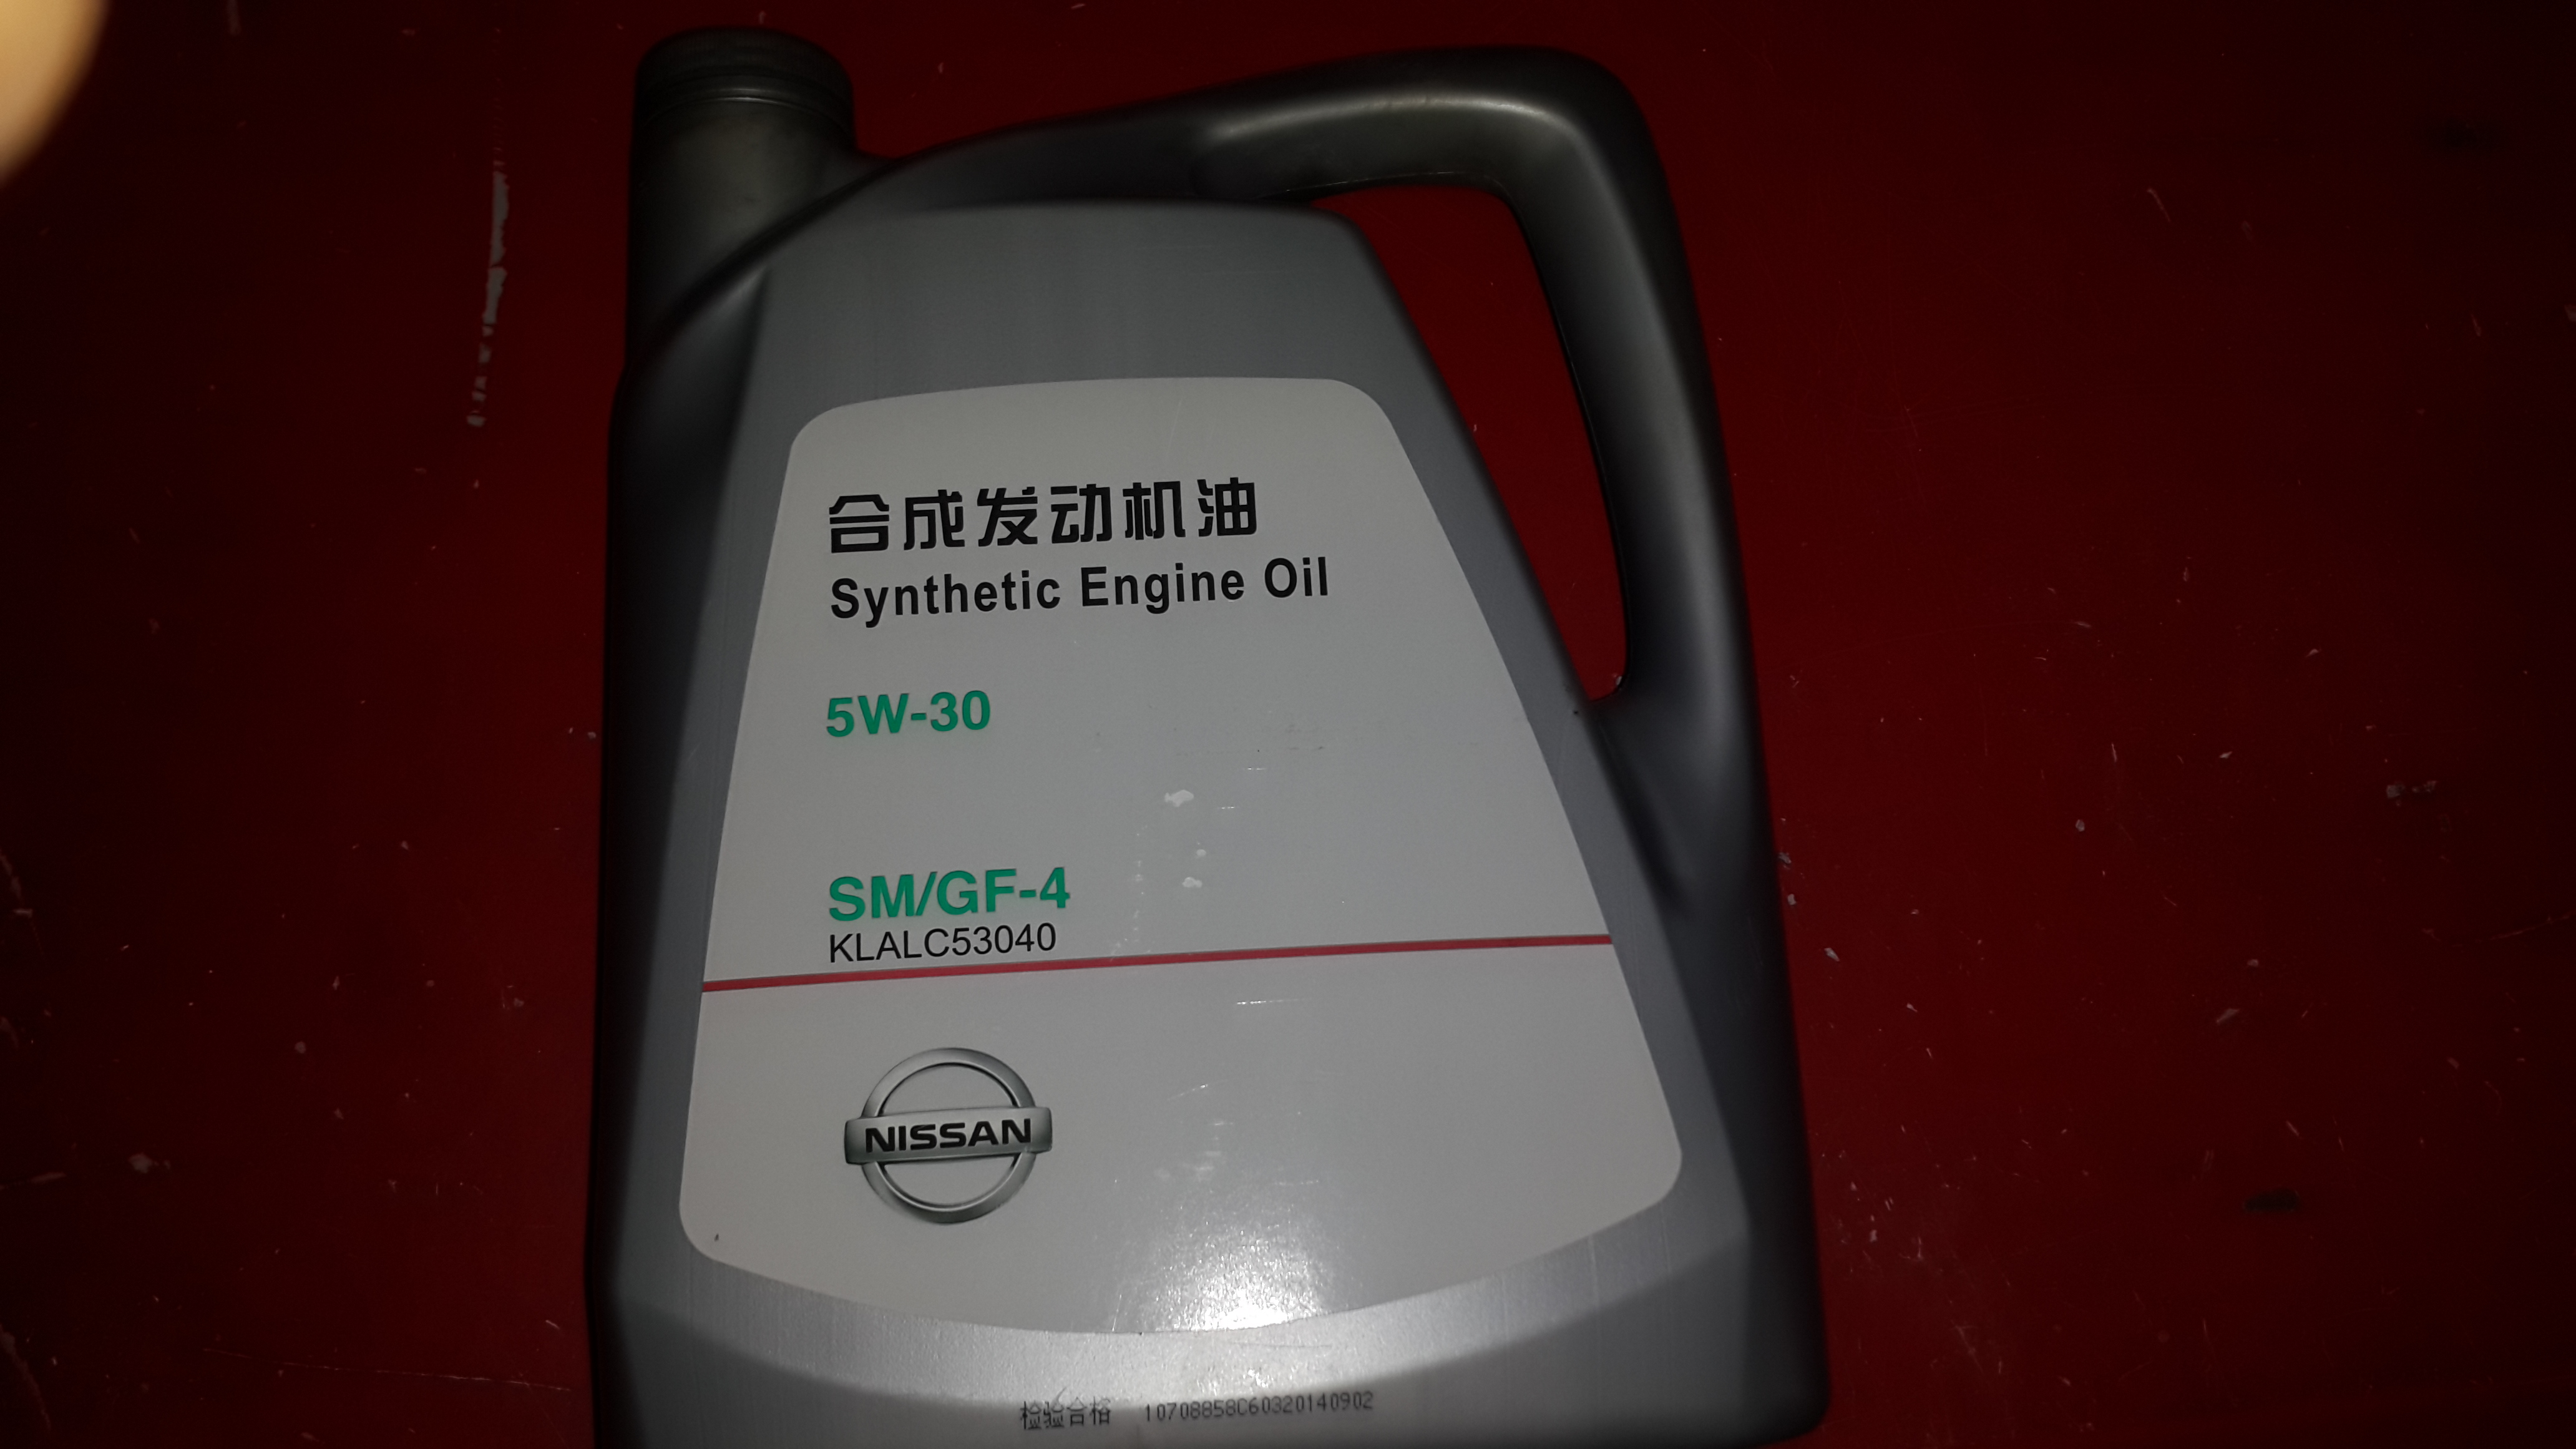 合成发动机油
Synthetic Engine Oil
5W-30
SM/GF-4
KLALC53040
NISSAN
检验合格 10708858C60320140902